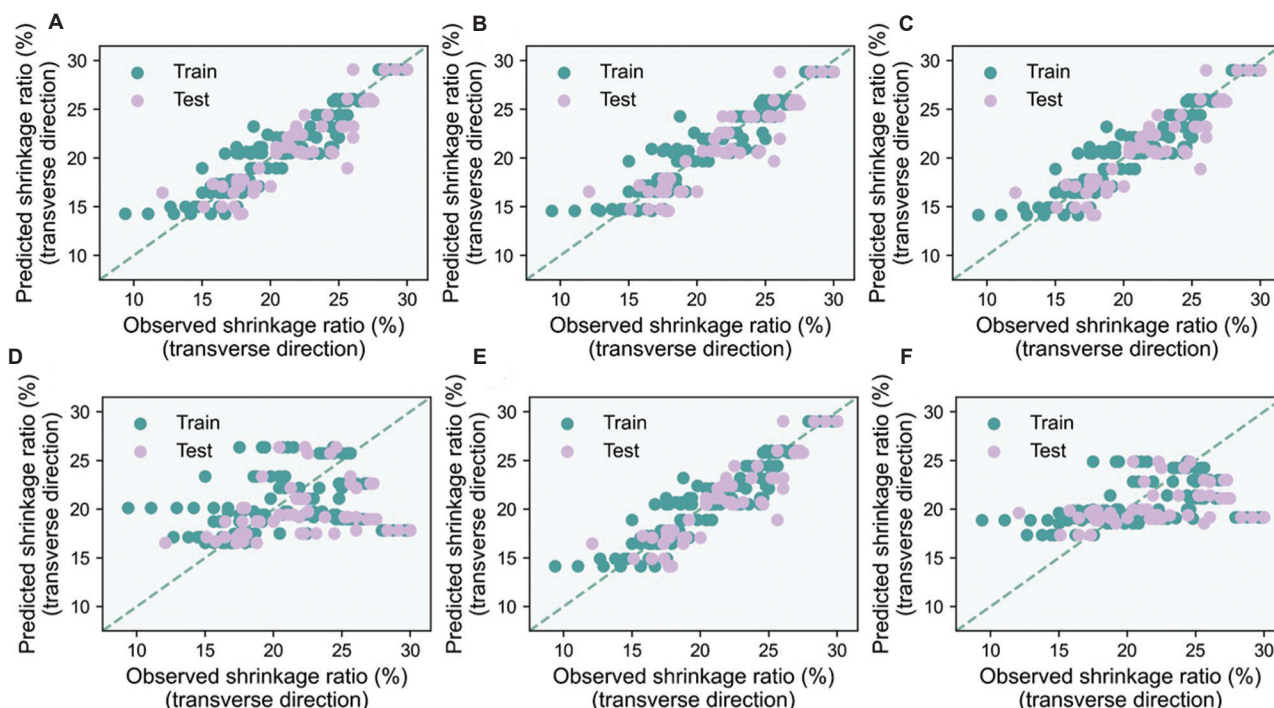 A
Predicted shrinkage ratio (%)
(transverse direction)
30
25
20
15
10
Train
Test
10
15
20
25
30
Observed shrinkage ratio (%)
(transverse direction)
B
Predicted shrinkage ratio (%)
(transverse direction)
30
25
20
15
10
Train
Test
10
15
20
25
30
Observed shrinkage ratio (%)
(transverse direction)
C
Predicted shrinkage ratio (%)
(transverse direction)
30
25
20
15
10
Train
Test
10
15
20
25
30
Observed shrinkage ratio (%)
(transverse direction)
D
Predicted shrinkage ratio (%)
(transverse direction)
30
25
20
15
10
Train
Test
10
15
20
25
30
Observed shrinkage ratio (%)
(transverse direction)
E
Predicted shrinkage ratio (%)
(transverse direction)
30
25
20
15
10
Train
Test
10
15
20
25
30
Observed shrinkage ratio (%)
(transverse direction)
F
Predicted shrinkage ratio (%)
(transverse direction)
30
25
20
15
10
Train
Test
10
15
20
25
30
Observed shrinkage ratio (%)
(transverse direction)